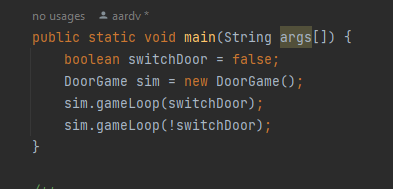 no usages aardv *
public static void main(String args[]) {
boolean switchDoor = false;
DoorGame sim = new DoorGame();
sim.gameLoop(switchDoor);
sim.gameLoop(!switchDoor);
}